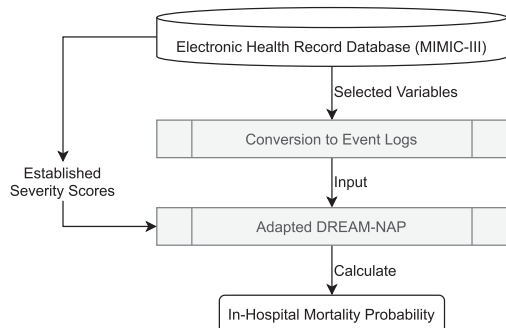 Electronic Health Record Database (MIMIC-III)
Selected Variables
Conversion to Event Logs
Established
Severity Scores
Input
Adapted DREAM-NAP
Calculate
In-Hospital Mortality Probability